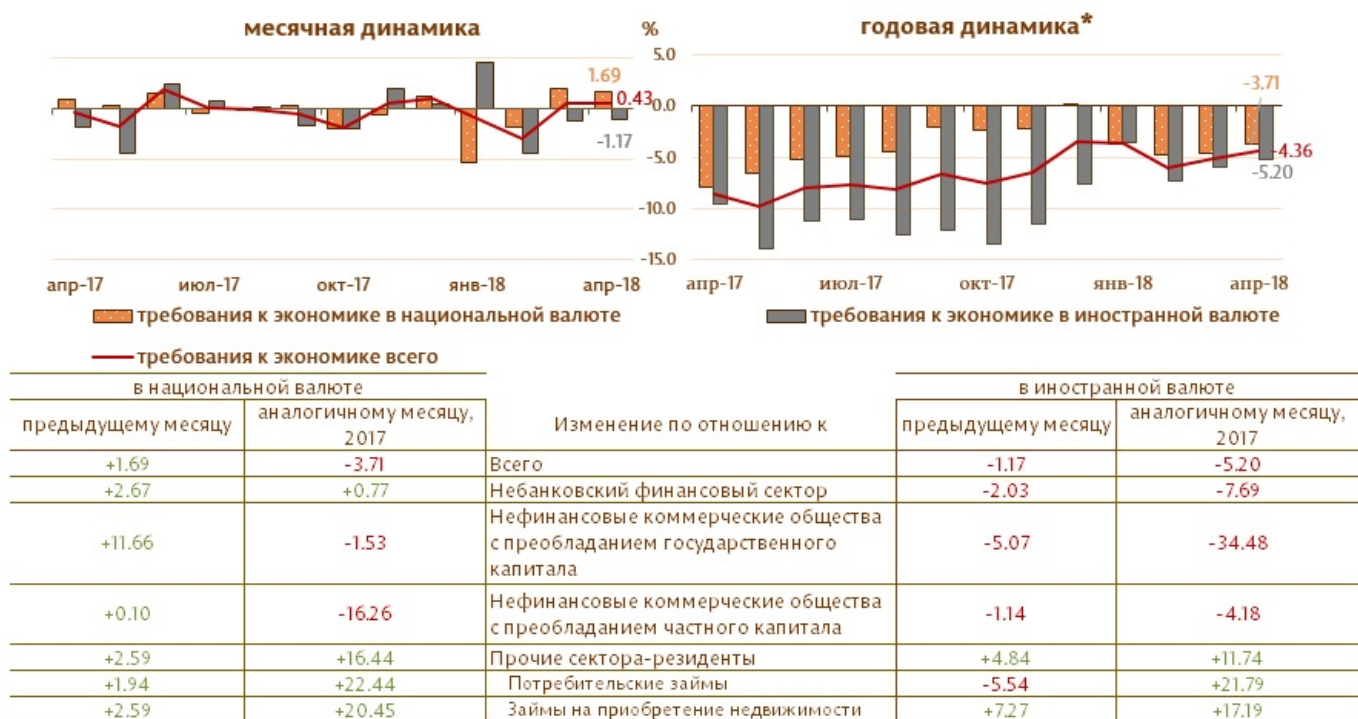 месячная динамика
%
годовая динамика*
5.0
0.0
-5.0
-10.0
-15.0
1.69
0.43
-1.17
-3.71
-4.36
-5.20
апр-17 июл-17 окт-17 янв-18 апр-18
апр-17 июл-17 окт-17 янв-18 апр-18
требования к экономике в национальной валюте
требования к экономике в иностранной валюте
требования к экономике всего
в национальной валюте в иностранной валюте
предыдущему месяцу аналогичному месяцу, 2017 Изменение по отношению к предыдущему месяцу аналогичному месяцу, 2017
+1.69 -3.71 Всего -1.17 -5.20
+2.67 +0.77 Небанковский финансовый сектор -2.03 -7.69
Нефинансовые коммерческие общества
+11.66 -1.53 с преобладанием государственного -5.07 -34.48
капитала
+0.10 -16.26 Нефинансовые коммерческие общества -1.14 -4.18
с преобладанием частного капитала
+2.59 +16.44 Прочие сектора-резиденты +4.84 +11.74
+1.94 +22.44 Потребительские займы -5.54 +21.79
+2.59 +20.45 Займы на приобретение недвижимости +7.27 +17.19